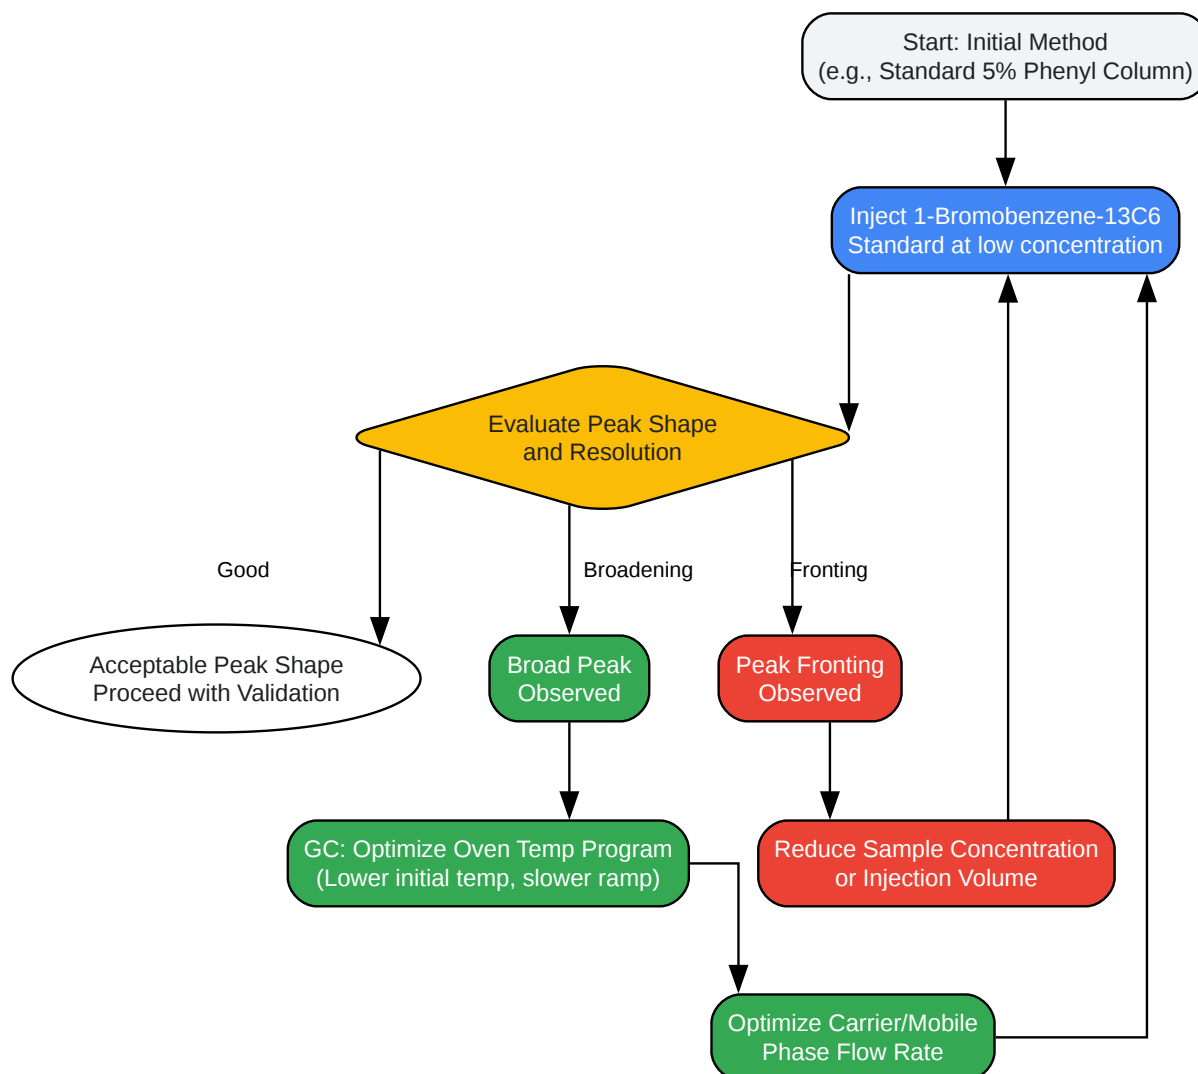 Start: Initial Method
(e.g., Standard 5% Phenyl Column)
Inject 1-Bromobenzene-13C6
Standard at low concentration
Evaluate Peak Shape
and Resolution
Good
Broadening
Fronting
Acceptable Peak Shape
Proceed with Validation
Broad Peak
Observed
Peak Fronting
Observed
GC: Optimize Oven Temp Program
(Lower initial temp, slower ramp)
Reduce Sample Concentration
or Injection Volume
Optimize Carrier/Mobile
Phase Flow Rate